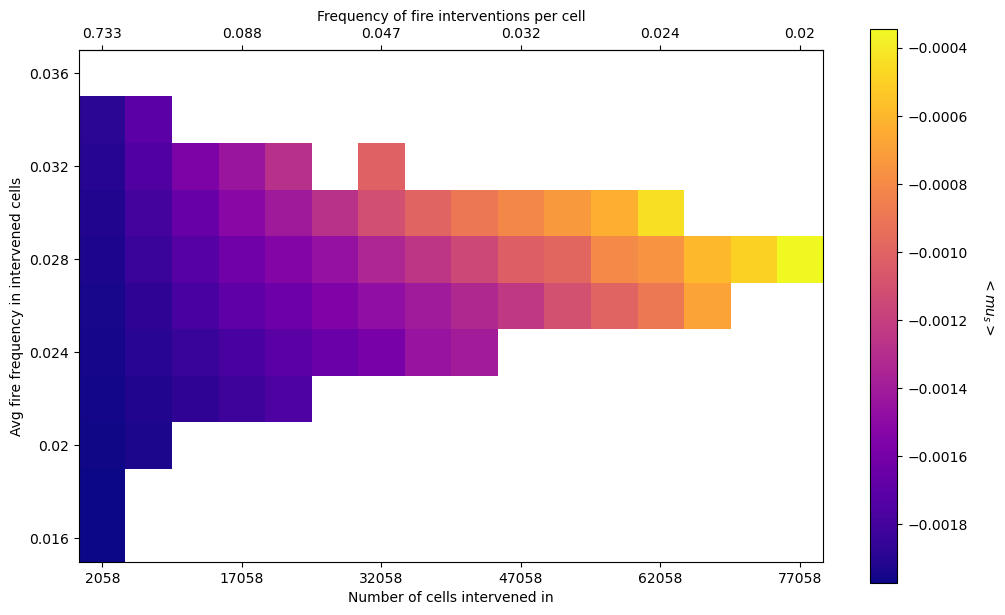 Frequency of fire interventions per cell
0.733 0.088 0.047 0.032 0.024 0.02
0.036
0.032
0.028
0.024
0.02
0.016
Avg fire frequency in intervened cells
2058 17058 32058 47058 62058 77058
Number of cells intervened in
−0.0004
−0.0006
−0.0008
−0.0010
−0.0012
−0.0014
−0.0016
−0.0018
< mu_s >